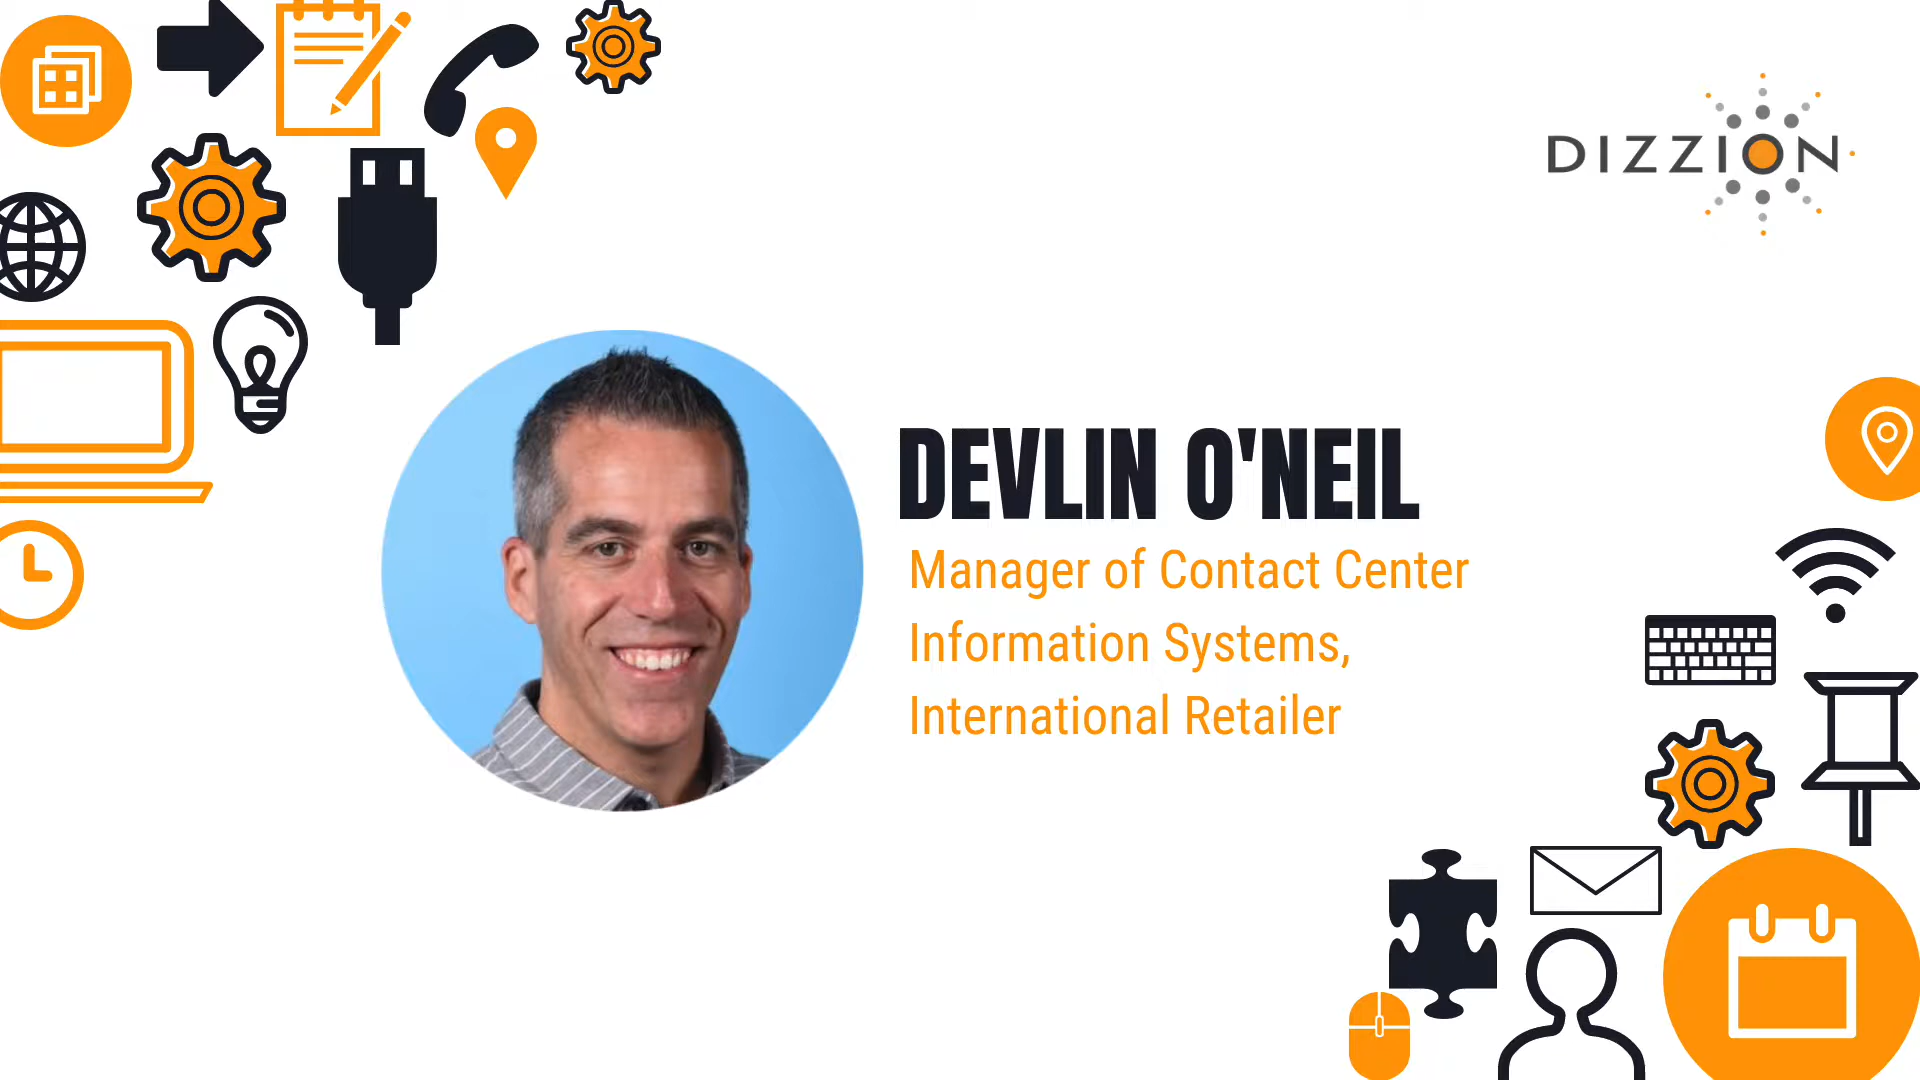 DIZZION
DEVLIN O'NEIL
Manager of Contact Center
Information Systems,
International Retailer